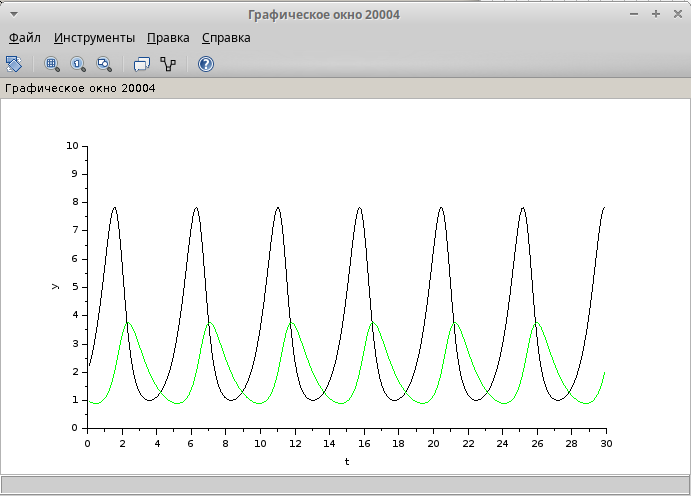 Графическое окно 20004
Файл Инструменты Правка Справка
Графическое окно 20004
10
9
8
7
6
5
4
3
2
1
0
y
0 2 4 6 8 10 12 14 16 18 20 22 24 26 28 30
t